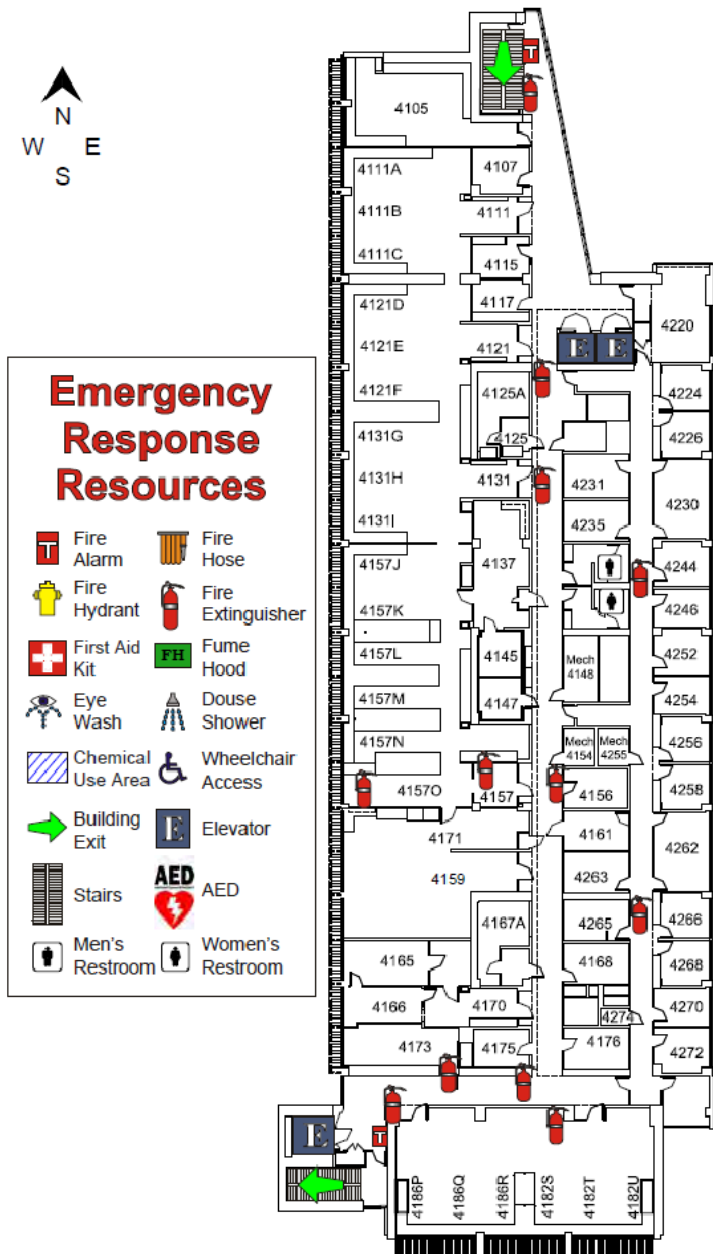 N
W E
S
Emergency
Response
Resources
Fire
Alarm
Fire
Hose
Fire
Hydrant
Fire
Extinguisher
First Aid
Kit
FH
Fume
Hood
Eye
Wash
Douse
Shower
Chemical
Use Area
Wheelchair
Access
Building
Exit
E
Elevator
Stairs
AED
AED
Men's
Restroom
Women's
Restroom
T
T
4105
4107
4111A
4111B
4111
4111C
4115
4117
4121D
4121E
4121
4121F
4125A
4125
4131G
4131H
4131
4131I
4137
4157J
4157K
4145
4157L
4147
4157M
4157N
4157O
4157
4171
4159
4167A
4165
4166
4170
4173
4175
E E
4220
4224
4226
4231
4230
4235
4244
4246
Mech
4148
4252
4254
Mech
4154
Mech
4255
4256
4156
4258
4161
4262
4263
4265
4266
4168
4268
4270
4274
4176
4272
E
T
4186P
4186Q
4186R
4182S
4182T
4182U